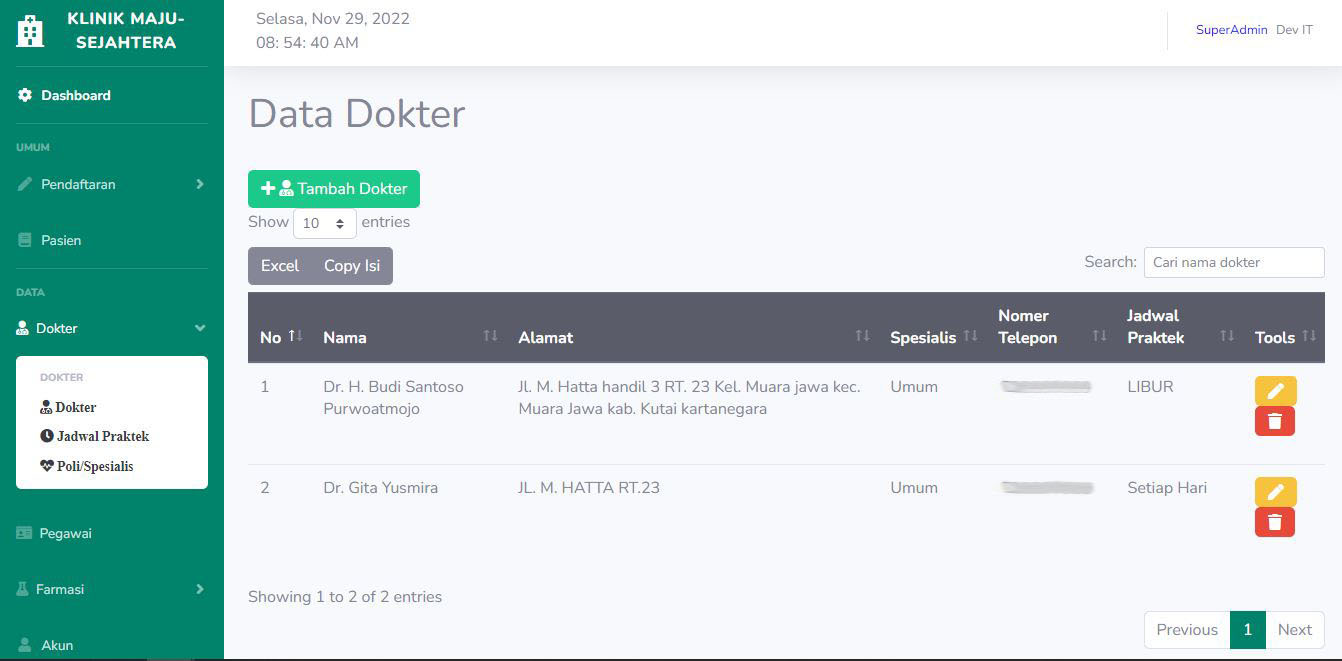 KLINIK MAJU-
SEJAHTERA
Dashboard
UMUM
Pendaftaran
Pasien
DATA
Dokter
DOKTER
Dokter
Jadwal Praktek
Poli/Spesialis
Pegawai
Farmasi
Akun
Selasa, Nov 29, 2022
08: 54: 40 AM
SuperAdmin Dev IT
Data Dokter
Tambah Dokter
Show 10 entries
Excel Copy Isi
Search: Cari nama dokter
No Nama Alamat Spesialis Nomer Telepon Jadwal Praktek Tools
1 Dr. H. Budi Santoso Purwoatmojo Jl. M. Hatta handil 3 RT. 23 Kel. Muara jawa kec. Muara Jawa kab. Kutai kartanegara Umum LIBUR
2 Dr. Gita Yusmira JL. M. HATTA RT.23 Umum Setiap Hari
Showing 1 to 2 of 2 entries
Previous 1 Next